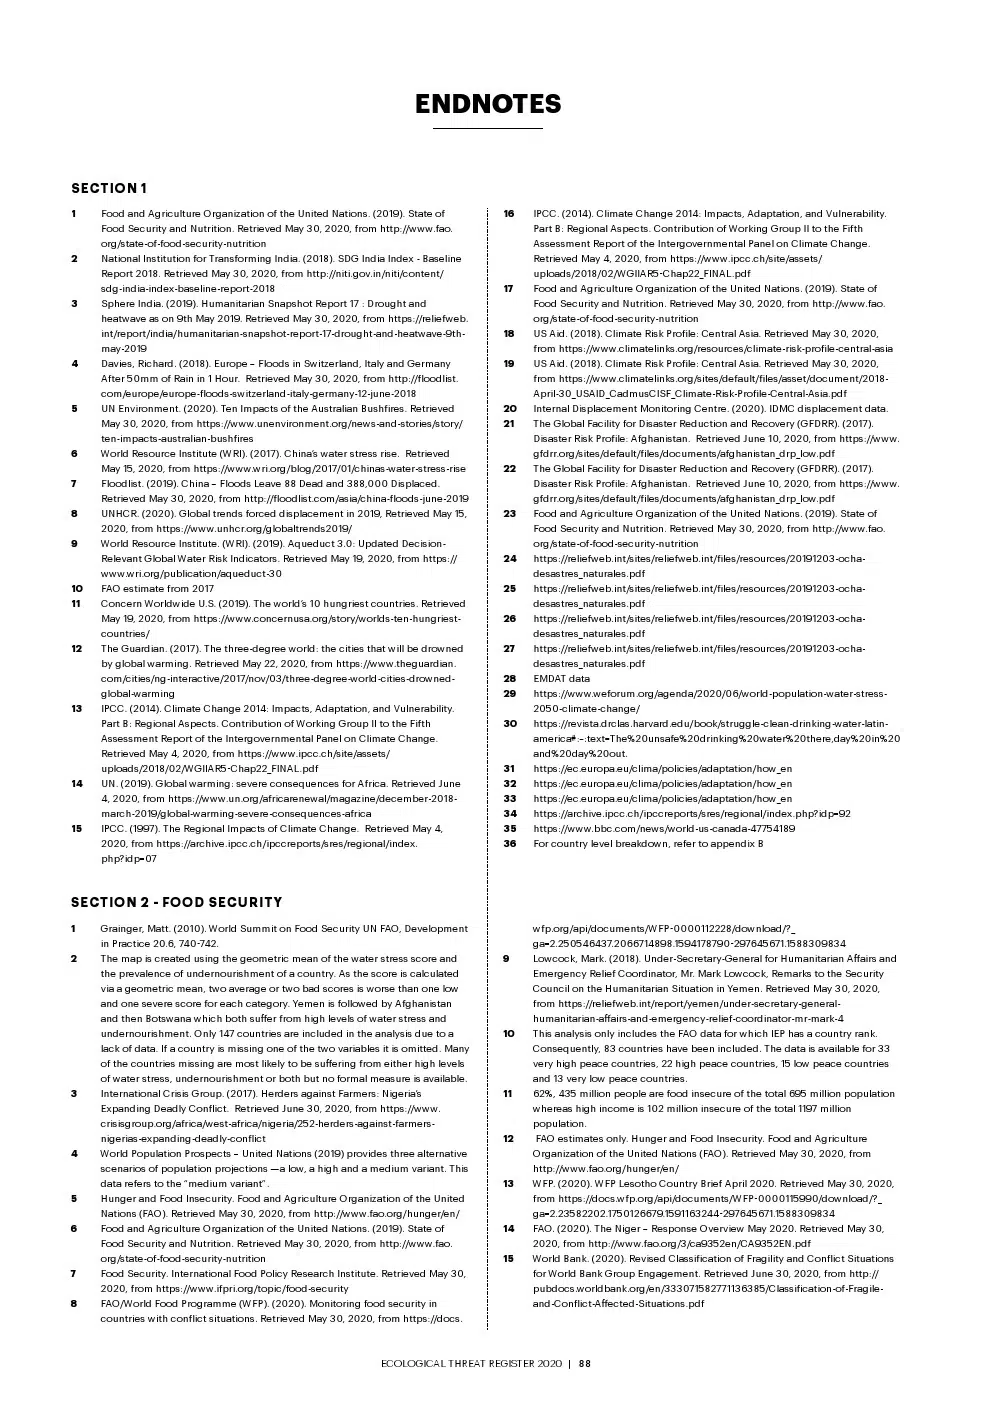 ENDNOTES
SECTION 1
1 Food and Agriculture Organization of the United Nations. (2019). State of
Food Security and Nutrition. Retrieved May 30, 2020, from http://www.fao.
org/state-of-food-security-nutrition
2 National Institution for Transforming India. (2018). SDG India Index - Baseline
Report 2018. Retrieved May 30, 2020, from http://niti.gov.in/niti/content/
sdg-india-index-baseline-report-2018
3 Sphere India. (2019). Humanitarian Snapshot Report 17 : Drought and
heatwave as on 9th May 2019. Retrieved May 30, 2020, from https://reliefweb.
int/report/india/humanitarian-snapshot-report-17-drought-and-heatwave-9th-
may-2019
4 Davies, Richard. (2018). Europe – Floods in Switzerland, Italy and Germany
After 50mm of Rain in 1 Hour. Retrieved May 30, 2020, from http://floodlist.
com/europe/europe-floods-switzerland-italy-germany-12-june-2018
5 UN Environment. (2020). Ten Impacts of the Australian Bushfires. Retrieved
May 30, 2020, from https://www.unenvironment.org/news-and-stories/story/
ten-impacts-australian-bushfires
6 World Resource Institute (WRI). (2017). China's water stress rise. Retrieved
May 15, 2020, from https://www.wri.org/blog/2017/01/chinas-water-stress-rise
7 Floodlist. (2019). China – Floods Leave 88 Dead and 388,000 Displaced.
Retrieved May 30, 2020, from http://floodlist.com/asia/china-floods-june-2019
8 UNHCR. (2020). Global trends forced displacement in 2019, Retrieved May 15,
2020, from https://www.unhcr.org/globaltrends2019/
9 World Resource Institute. (WRI). (2019). Aqueduct 3.0: Updated Decision-
Relevant Global Water Risk Indicators. Retrieved May 19, 2020, from https://
www.wri.org/publication/aqueduct-30
10 FAO estimate from 2017
11 Concern Worldwide U.S. (2019). The world's 10 hungriest countries. Retrieved
May 19, 2020, from https://www.concernusa.org/story/worlds-ten-hungriest-
countries/
12 The Guardian. (2017). The three-degree world: the cities that will be drowned
by global warming. Retrieved May 22, 2020, from https://www.theguardian.
com/cities/ng-interactive/2017/nov/03/three-degree-world-cities-drowned-
global-warming
13 IPCC. (2014). Climate Change 2014: Impacts, Adaptation, and Vulnerability.
Part B: Regional Aspects. Contribution of Working Group II to the Fifth
Assessment Report of the Intergovernmental Panel on Climate Change.
Retrieved May 4, 2020, from https://www.ipcc.ch/site/assets/
uploads/2018/02/WGIIAR5-Chap22_FINAL.pdf
14 UN. (2019). Global warming: severe consequences for Africa. Retrieved June
4, 2020, from https://www.un.org/africarenewal/magazine/december-2018-
march-2019/global-warming-severe-consequences-africa
15 IPCC. (1997). The Regional Impacts of Climate Change. Retrieved May 4,
2020, from https://archive.ipcc.ch/ipccreports/sres/regional/index.
php?idp=07
16 IPCC. (2014). Climate Change 2014: Impacts, Adaptation, and Vulnerability.
Part B: Regional Aspects. Contribution of Working Group II to the Fifth
Assessment Report of the Intergovernmental Panel on Climate Change.
Retrieved May 4, 2020, from https://www.ipcc.ch/site/assets/
uploads/2018/02/WGIIAR5-Chap22_FINAL.pdf
17 Food and Agriculture Organization of the United Nations. (2019). State of
Food Security and Nutrition. Retrieved May 30, 2020, from http://www.fao.
org/state-of-food-security-nutrition
18 US Aid. (2018). Climate Risk Profile: Central Asia. Retrieved May 30, 2020,
from https://www.climatelinks.org/resources/climate-risk-profile-central-asia
19 US Aid. (2018). Climate Risk Profile: Central Asia. Retrieved May 30, 2020,
from https://www.climatelinks.org/sites/default/files/asset/document/2018-
April-30_USAID_CadmusCISF_Climate-Risk-Profile-Central-Asia.pdf
20 Internal Displacement Monitoring Centre. (2020). IDMC displacement data.
21 The Global Facility for Disaster Reduction and Recovery (GFDRR). (2017).
Disaster Risk Profile: Afghanistan. Retrieved June 10, 2020, from https://www.
gfdrr.org/sites/default/files/documents/afghanistan_drp_low.pdf
22 The Global Facility for Disaster Reduction and Recovery (GFDRR). (2017).
Disaster Risk Profile: Afghanistan. Retrieved June 10, 2020, from https://www.
gfdrr.org/sites/default/files/documents/afghanistan_drp_low.pdf
23 Food and Agriculture Organization of the United Nations. (2019). State of
Food Security and Nutrition. Retrieved May 30, 2020, from http://www.fao.
org/state-of-food-security-nutrition
24 https://reliefweb.int/sites/reliefweb.int/files/resources/20191203-ocha-
desastres_naturales.pdf
25 https://reliefweb.int/sites/reliefweb.int/files/resources/20191203-ocha-
desastres_naturales.pdf
26 https://reliefweb.int/sites/reliefweb.int/files/resources/20191203-ocha-
desastres_naturales.pdf
27 https://reliefweb.int/sites/reliefweb.int/files/resources/20191203-ocha-
desastres_naturales.pdf
28 EMDAT data
29 https://www.weforum.org/agenda/2020/06/world-population-water-stress-
2050-climate-change/
30 https://revista.drclas.harvard.edu/book/struggle-clean-drinking-water-latin-
america#:~:text=The%20unsafe%20drinking%20water%20there,day%20in%20
and%20day%20out.
31 https://ec.europa.eu/clima/policies/adaptation/how_en
32 https://ec.europa.eu/clima/policies/adaptation/how_en
33 https://ec.europa.eu/clima/policies/adaptation/how_en
34 https://archive.ipcc.ch/ipccreports/sres/regional/index.php?idp=92
35 https://www.bbc.com/news/world-us-canada-47754189
36 For country level breakdown, refer to appendix B
SECTION 2 - FOOD SECURITY
1 Grainger, Matt. (2010). World Summit on Food Security UN FAO, Development
in Practice 20.6, 740-742.
2 The map is created using the geometric mean of the water stress score and
the prevalence of undernourishment of a country. As the score is calculated
via a geometric mean, two average or two bad scores is worse than one low
and one severe score for each category. Yemen is followed by Afghanistan
and then Botswana which both suffer from high levels of water stress and
undernourishment. Only 147 countries are included in the analysis due to a
lack of data. If a country is missing one of the two variables it is omitted. Many
of the countries missing are most likely to be suffering from either high levels
of water stress, undernourishment or both but no formal measure is available.
3 International Crisis Group. (2017). Herders against Farmers: Nigeria's
Expanding Deadly Conflict. Retrieved June 30, 2020, from https://www.
crisisgroup.org/africa/west-africa/nigeria/252-herders-against-farmers-
nigerias-expanding-deadly-conflict
4 World Population Prospects – United Nations (2019) provides three alternative
scenarios of population projections —a low, a high and a medium variant. This
data refers to the “medium variant”.
5 Hunger and Food Insecurity. Food and Agriculture Organization of the United
Nations (FAO). Retrieved May 30, 2020, from http://www.fao.org/hunger/en/
6 Food and Agriculture Organization of the United Nations. (2019). State of
Food Security and Nutrition. Retrieved May 30, 2020, from http://www.fao.
org/state-of-food-security-nutrition
7 Food Security. International Food Policy Research Institute. Retrieved May 30,
2020, from https://www.ifpri.org/topic/food-security
8 FAO/World Food Programme (WFP). (2020). Monitoring food security in
countries with conflict situations. Retrieved May 30, 2020, from https://docs.
wfp.org/api/documents/WFP-0000112228/download/?_
ga=2.250546437.2066714898.1594178790-297645671.1588309834
9 Lowcock, Mark. (2018). Under-Secretary-General for Humanitarian Affairs and
Emergency Relief Coordinator, Mr. Mark Lowcock, Remarks to the Security
Council on the Humanitarian Situation in Yemen. Retrieved May 30, 2020,
from https://reliefweb.int/report/yemen/under-secretary-general-
humanitarian-affairs-and-emergency-relief-coordinator-mr-mark-4
10 This analysis only includes the FAO data for which IEP has a country rank.
Consequently, 83 countries have been included. The data is available for 33
very high peace countries, 22 high peace countries, 15 low peace countries
and 13 very low peace countries.
11 62%, 435 million people are food insecure of the total 695 million population
whereas high income is 102 million insecure of the total 1197 million
population.
12 FAO estimates only. Hunger and Food Insecurity. Food and Agriculture
Organization of the United Nations (FAO). Retrieved May 30, 2020, from
http://www.fao.org/hunger/en/
13 WFP. (2020). WFP Lesotho Country Brief April 2020. Retrieved May 30, 2020,
from https://docs.wfp.org/api/documents/WFP-0000115990/download/?_
ga=2.23582202.1750126679.1591163244-297645671.1588309834
14 FAO. (2020). The Niger – Response Overview May 2020. Retrieved May 30,
2020, from http://www.fao.org/3/ca9352en/CA9352EN.pdf
15 World Bank. (2020). Revised Classification of Fragility and Conflict Situations
for World Bank Group Engagement. Retrieved June 30, 2020, from http://
pubdocs.worldbank.org/en/333071582771136385/Classification-of-Fragile-
and-Conflict-Affected-Situations.pdf
ECOLOGICAL THREAT REGISTER 2020 | 88